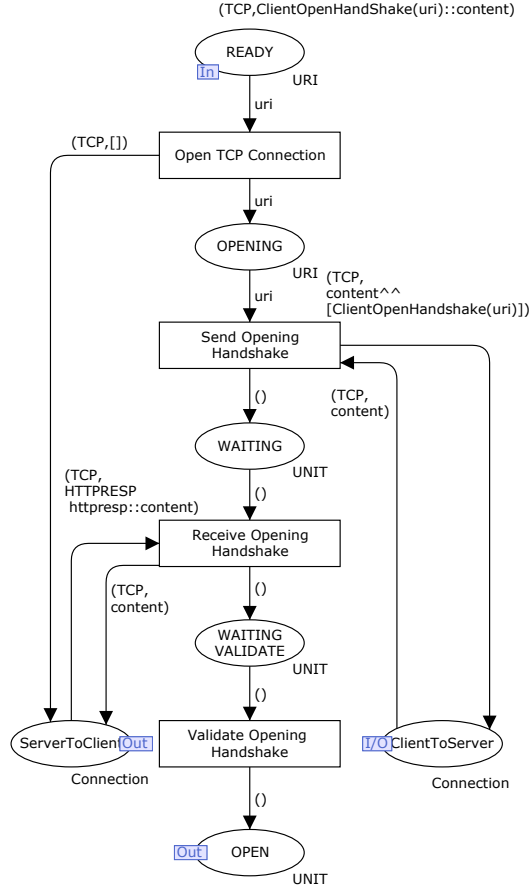 (TCP,ClientOpenHandShake(uri)::content)
READY
In
URI
uri
(TCP,[])
Open TCP Connection
uri
OPENING
URI
uri
(TCP,
content^^
[ClientOpenHandshake(uri)])
Send Opening
Handshake
()
(TCP,
content)
WAITING
UNIT
()
(TCP,
HTTPRESP
httpresp::content)
Receive Opening
Handshake
(TCP,
content)
()
WAITING
VALIDATE
UNIT
()
ServerToClient
Out
Connection
Validate Opening
Handshake
I/O
ClientToServer
Connection
()
Out
OPEN
UNIT